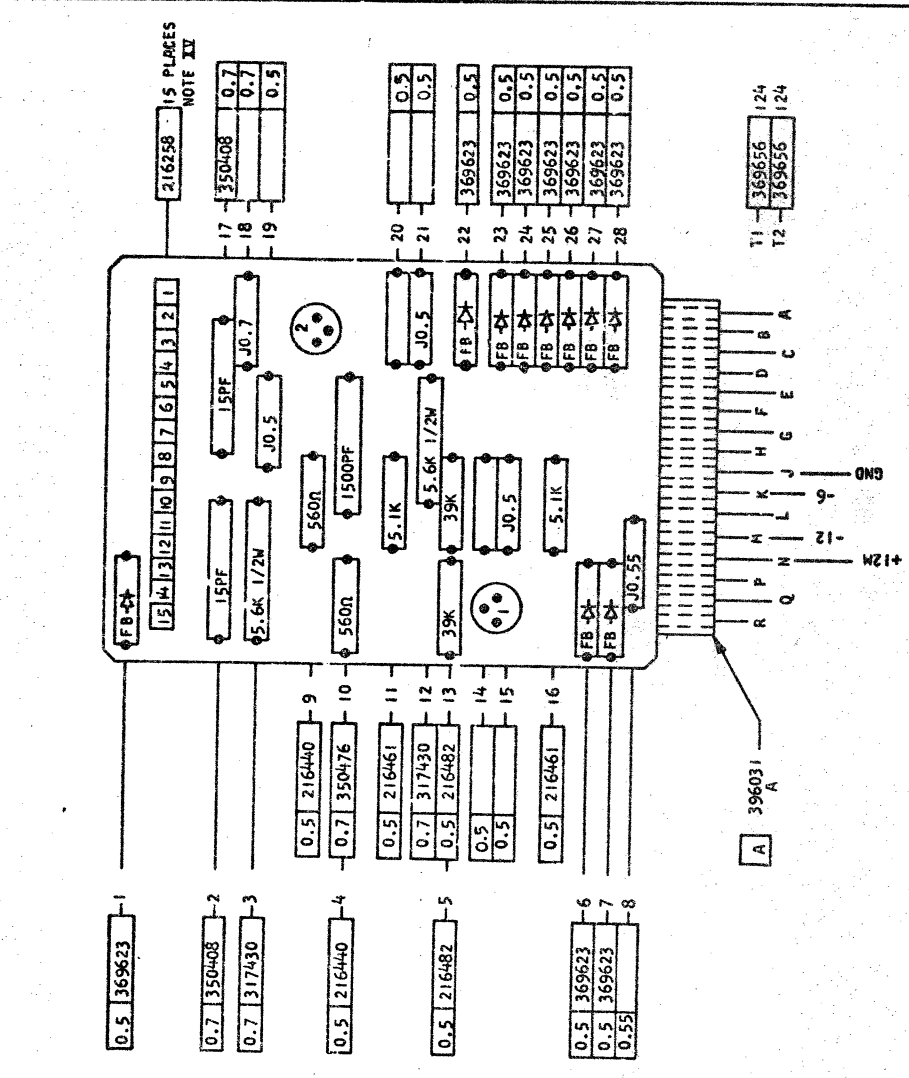 15 PLACES
NOTE XV
216258
17 350408 0.7
18 0.7
19 0.5
20 0.5
21 0.5
22 369623 0.5
23 369623 0.5
24 369623 0.5
25 369623 0.5
26 369623 0.5
27 369623 0.5
28 369623 0.5
T1 369656 124
T2 369656 124
15 14 13 12 11 10 9 8 7 6 5 4 3 2 1
FB
15PF
15PF
J0.7
5.6K 1/2W
J0.5
2
560Ω
560Ω
1500PF
5.1K
J0.5
5.6K 1/2W
39K
39K
FB
FB
FB
FB
FB
FB
FB
1
J0.5
5.1K
FB
FB
J0.55
R Q P N M L K J H G F E D C B A
+12M
-12
-6
GND
0.5 216440 9
0.7 350476 10
0.5 216461 11
0.7 317430 12
0.5 216482 13
0.5 14
0.5 15
0.5 216461 16
A 396031
A
0.5 369623 1
0.7 350408 2
0.7 317430 3
0.5 216440 4
0.5 216482 5
0.5 369623 6
0.5 369623 7
0.55 8